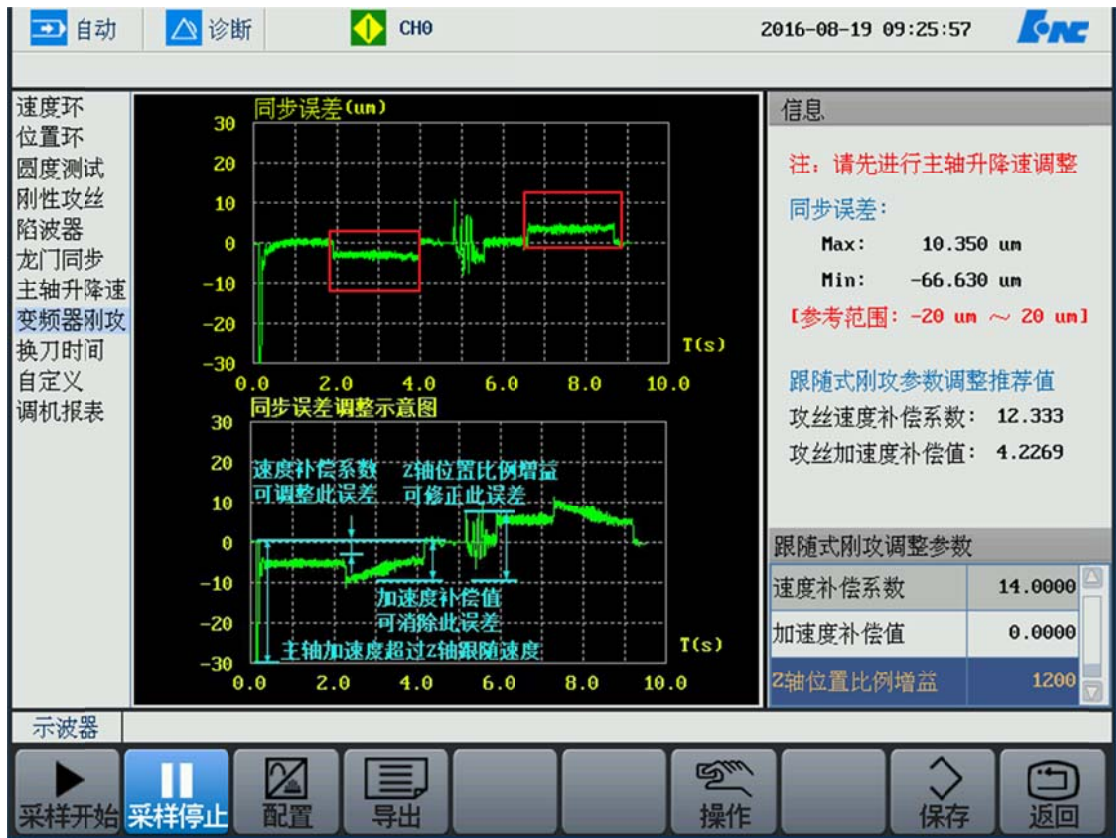 自动
诊断
CH0
2016-08-19 09:25:57
HNC
速度环
位置环
圆度测试
刚性攻丝
陷波器
龙门同步
主轴升降速
变频器刚攻
换刀时间
自定义
调机报表
同步误差(um)
30
20
10
0
-10
-20
-30
T(s)
0.0 2.0 4.0 6.0 8.0 10.0
同步误差调整示意图
30
20
10
0
-10
-20
-30
速度补偿系数
可调整此误差
Z轴位置比例增益
可修正此误差
加速度补偿值
可消除此误差
主轴加速度超过Z轴跟随速度
T(s)
0.0 2.0 4.0 6.0 8.0 10.0
信息
注：请先进行主轴升降速调整
同步误差：
Max: 10.350 um
Min: -66.630 um
[参考范围: -20 um ～ 20 um]
跟随式刚攻参数调整推荐值
攻丝速度补偿系数: 12.333
攻丝加速度补偿值: 4.2269
跟随式刚攻调整参数
速度补偿系数 14.0000
加速度补偿值 0.0000
Z轴位置比例增益 1200
示波器
采样开始
采样停止
配置
导出
操作
保存
返回